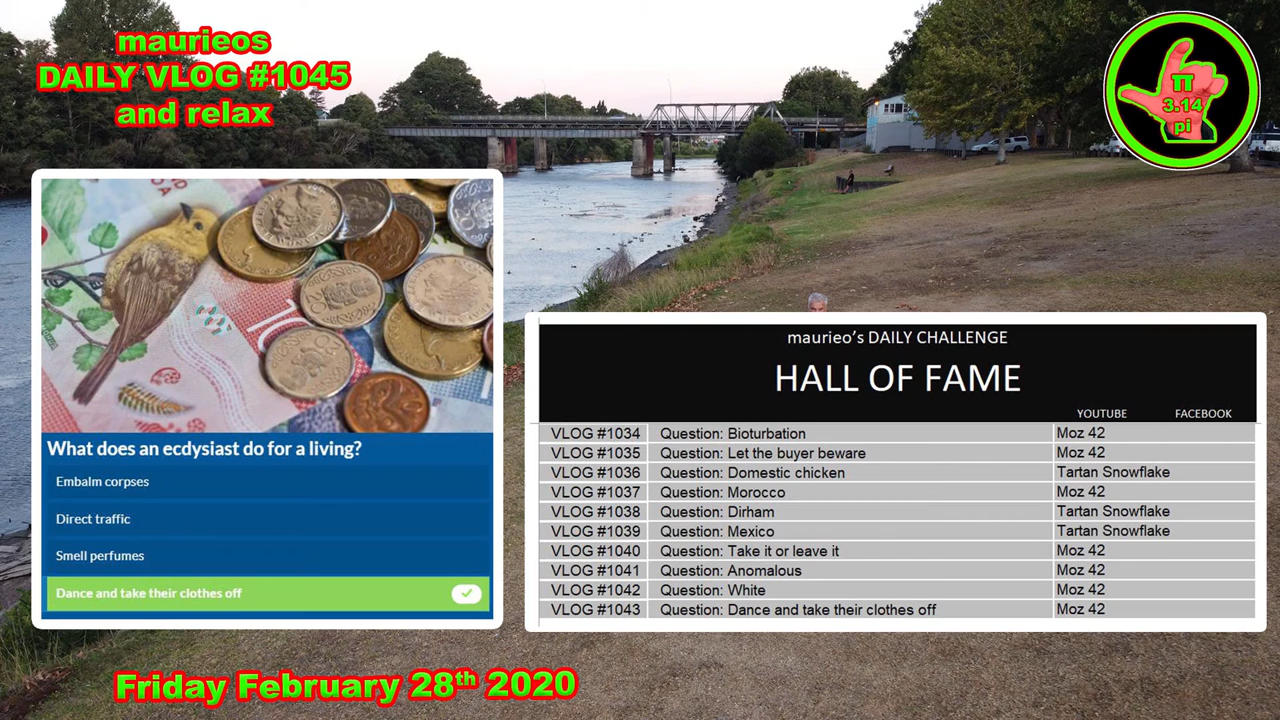 maurieos
DAILY VLOG #1045
and relax
π
3.14
pi
What does an ecdysiast do for a living?
Embalm corpses
Direct traffic
Smell perfumes
Dance and take their clothes off
maurieo's DAILY CHALLENGE
HALL OF FAME
YOUTUBE FACEBOOK
VLOG #1034 Question: Bioturbation Moz 42
VLOG #1035 Question: Let the buyer beware Moz 42
VLOG #1036 Question: Domestic chicken Tartan Snowflake
VLOG #1037 Question: Morocco Moz 42
VLOG #1038 Question: Dirham Tartan Snowflake
VLOG #1039 Question: Mexico Tartan Snowflake
VLOG #1040 Question: Take it or leave it Moz 42
VLOG #1041 Question: Anomalous Moz 42
VLOG #1042 Question: White Moz 42
VLOG #1043 Question: Dance and take their clothes off Moz 42
Friday February 28th 2020